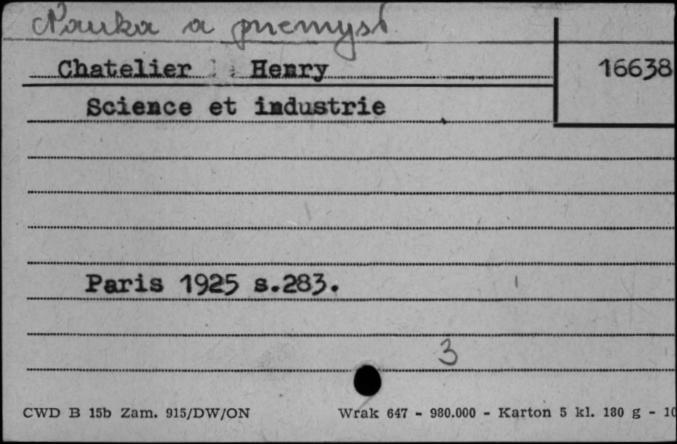 Nauka a przemysł
Chatelier Henry
16638
Science et industrie
Paris 1925 s.283.
3
CWD B 15b Zam. 915/DW/ON
Wrak 647 - 980.000 - Karton 5 kl. 180 g - 10